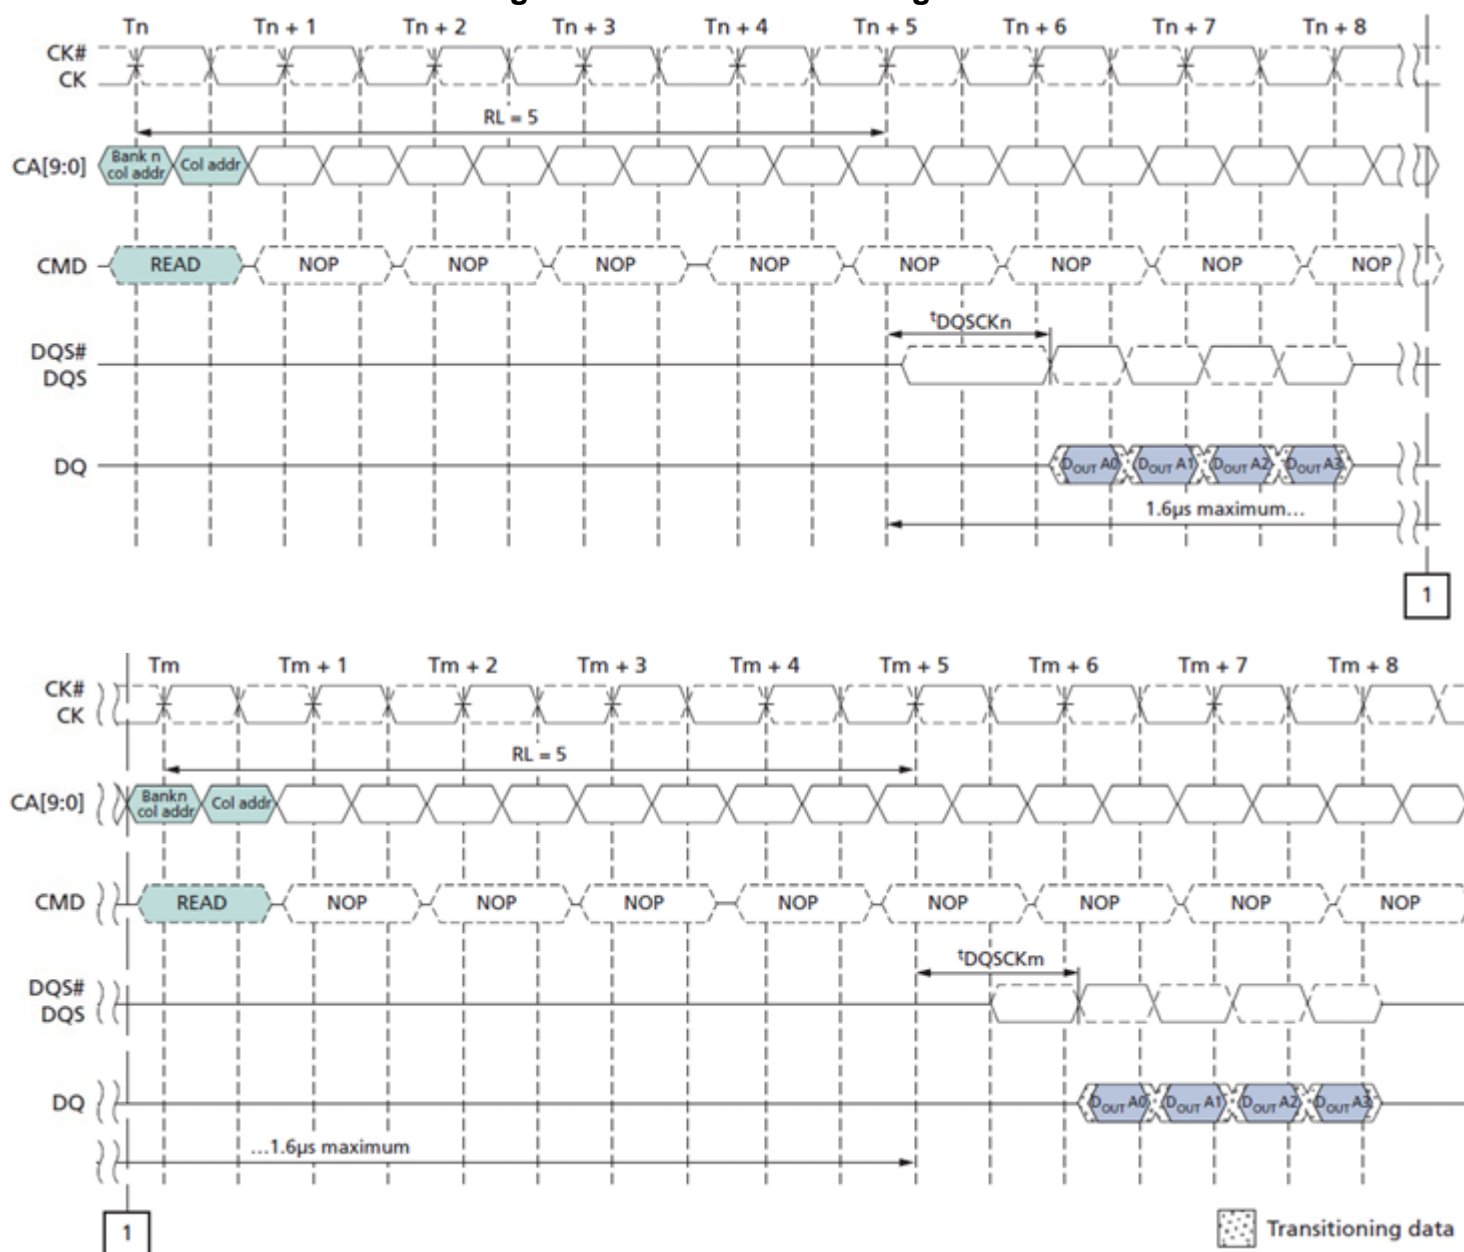 Tn Tn + 1 Tn + 2 Tn + 3 Tn + 4 Tn + 5 Tn + 6 Tn + 7 Tn + 8
CK#
CK
RL = 5
CA[9:0] Bank n col addr Col addr
CMD READ NOP NOP NOP NOP NOP NOP NOP NOP
tDQSCKn
DQS#
DQS
DQ DOUT A0 DOUT A1 DOUT A2 DOUT A3
1.6µs maximum…
1
Tm Tm + 1 Tm + 2 Tm + 3 Tm + 4 Tm + 5 Tm + 6 Tm + 7 Tm + 8
CK#
CK
RL = 5
CA[9:0] Bankn col addr Col addr
CMD READ NOP NOP NOP NOP NOP NOP NOP NOP
tDQSCKm
DQS#
DQS
DQ DOUT A0 DOUT A1 DOUT A2 DOUT A3
…1.6µs maximum
1
Transitioning data